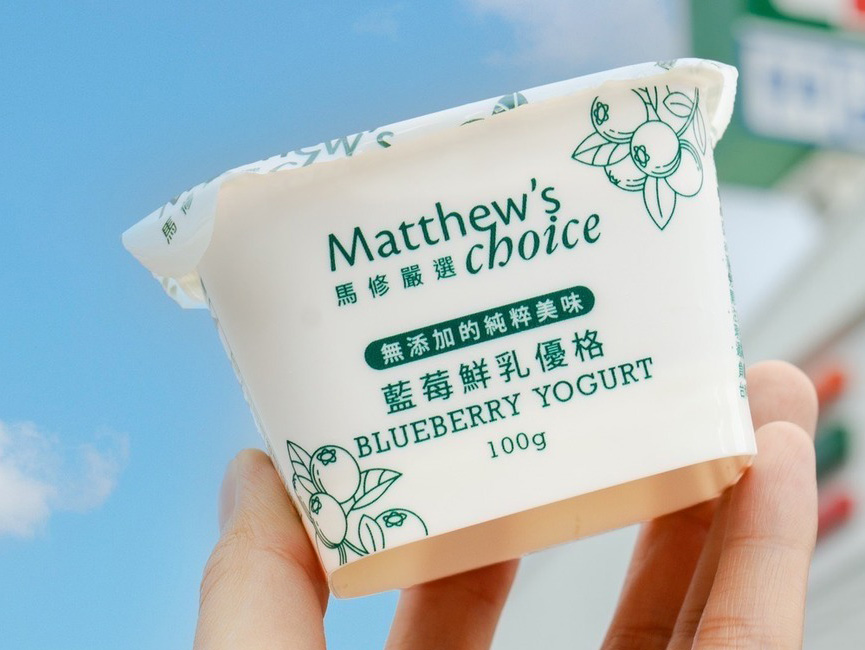 Matthew's
choice
馬修嚴選
無添加的純粹美味
藍莓鮮乳優格
BLUEBERRY YOGURT
100g